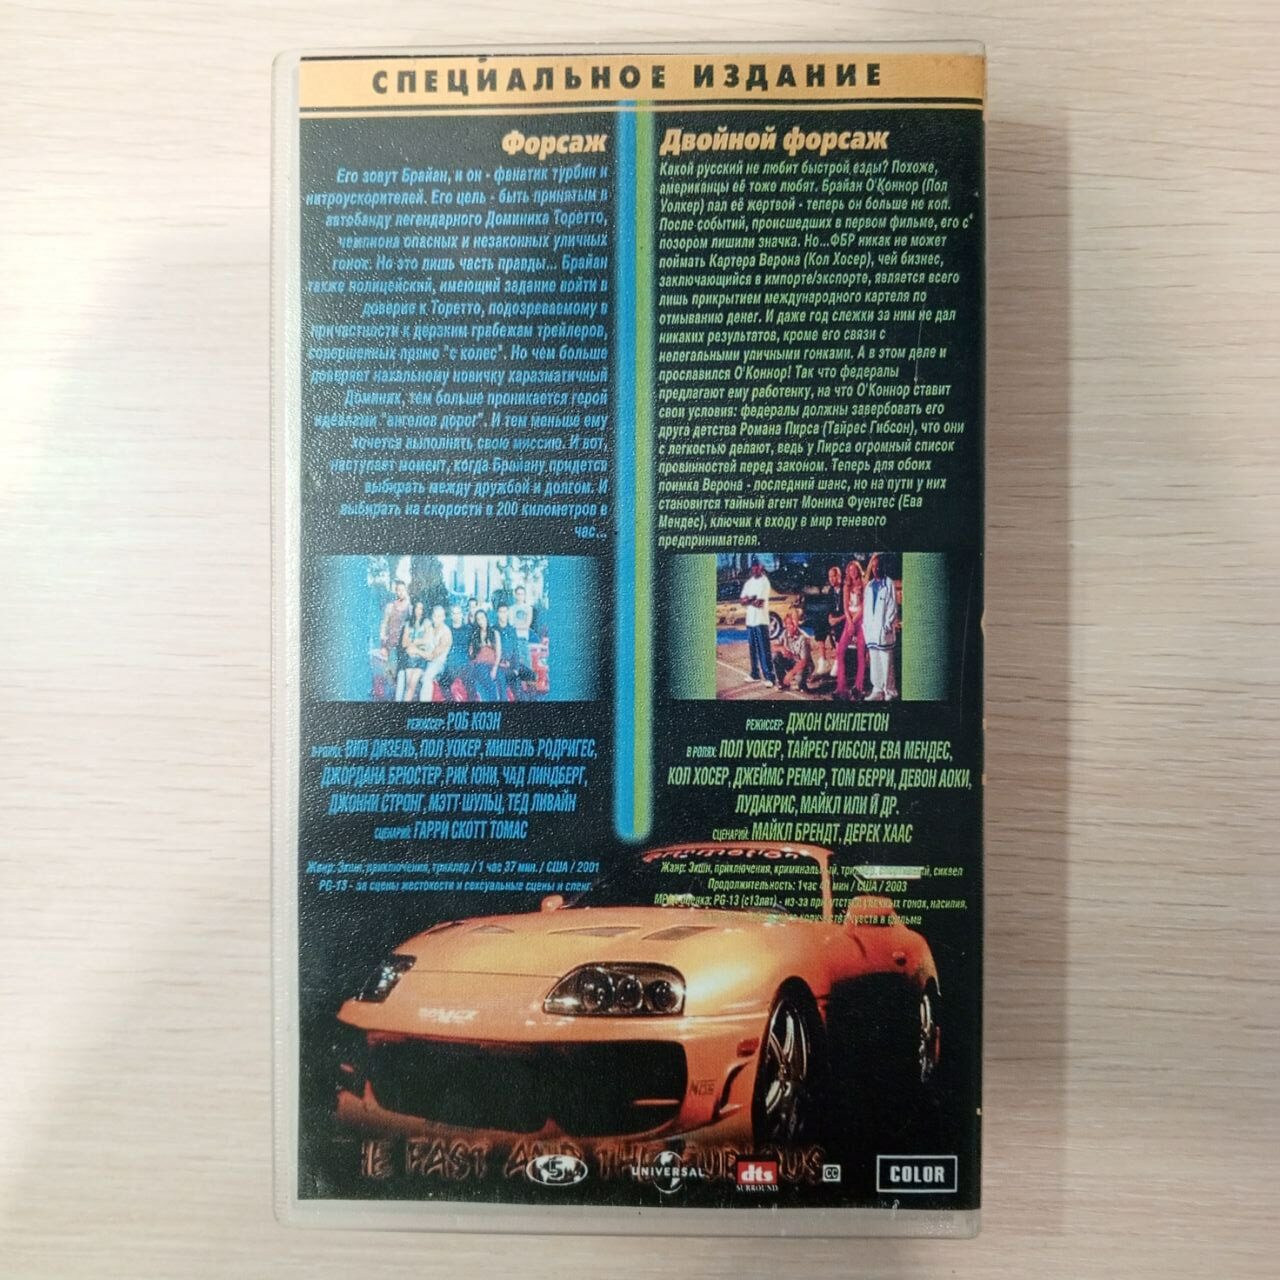 СПЕЦИАЛЬНОЕ ИЗДАНИЕ
Форсаж
Его зовут Брайан, и он - фанатик турбин и
нитроускорителей. Его цель - быть принятым в
автобанду легендарного Доминика Торетто,
чемпиона опасных и незаконных уличных
гонок. Но это лишь часть правды... Брайан
также полицейский, имеющий задание войти в
доверие к Торетто, подозреваемому в
причастности к дерзким грабежам трейлеров,
совершенных прямо "с колес". Но чем больше
доверяет нахальному новичку харазматичный
Доминик, тем больше проникается герой
идеалами "ангелов дорог". И тем меньше ему
хочется выполнять свою миссию. И вот,
наступает момент, когда Брайану придется
выбирать между дружбой и долгом. И
выбирать на скорости в 200 километров в
час...
РЕЖИССЕР: РОБ КОЭН
В РОЛЯХ: ВИН ДИЗЕЛЬ, ПОЛ УОКЕР, МИШЕЛЬ РОДРИГЕС,
ДЖОРДАНА БРЮСТЕР, РИК ЮНИ, ЧАД ЛИНДБЕРГ,
ДЖОННИ СТРОНГ, МЭТТ ШУЛЬЦ, ТЕД ЛИВАЙН
СЦЕНАРИЙ: ГАРРИ СКОТТ ТОМАС
Жанр: Экшн, приключения, триллер / 1 час 37 мин. / США / 2001
PG-13 - за сцены жестокости и сексуальные сцены и сленг.
Двойной форсаж
Какой русский не любит быстрой езды? Похоже,
американцы её тоже любят. Брайан О'Коннор (Пол
Уолкер) пал её жертвой - теперь он больше не коп.
После событий, происшедших в первом фильме, его с
позором лишили значка. Но...ФБР никак не может
поймать Картера Верона (Кол Хосер), чей бизнес,
заключающийся в импорте/экспорте, является всего
лишь прикрытием международного картеля по
отмыванию денег. И даже год слежки за ним не дал
никаких результатов, кроме его связи с
нелегальными уличными гонками. А в этом деле и
прославился О'Коннор! Так что федералы
предлагают ему работенку, на что О'Коннор ставит
свои условия: федералы должны завербовать его
друга детства Романа Пирса (Тайрес Гибсон), что они
с легкостью делают, ведь у Пирса огромный список
провинностей перед законом. Теперь для обоих
поимка Верона - последний шанс, но на пути у них
становится тайный агент Моника Фуентес (Ева
Мендес), ключик к входу в мир теневого
предпринимателя.
РЕЖИССЕР: ДЖОН СИНГЛЕТОН
В РОЛЯХ: ПОЛ УОКЕР, ТАЙРЕС ГИБСОН, ЕВА МЕНДЕС,
КОЛ ХОСЕР, ДЖЕЙМС РЕМАР, ТОМ БЕРРИ, ДЕВОН АОКИ,
ЛУДАКРИС, МАЙКЛ ИЛИ И ДР.
СЦЕНАРИЙ: МАЙКЛ БРЕНДТ, ДЕРЕК ХААС
Жанр: Экшн, приключения, сиквел
Продолжительность: 1час мин / США / 2003
PG-13 (с13лет) - из-за гонок, насилия,
чувств в фильме
NOS
FAST AND
UNIVERSAL
dts
SURROUND
CC
COLOR